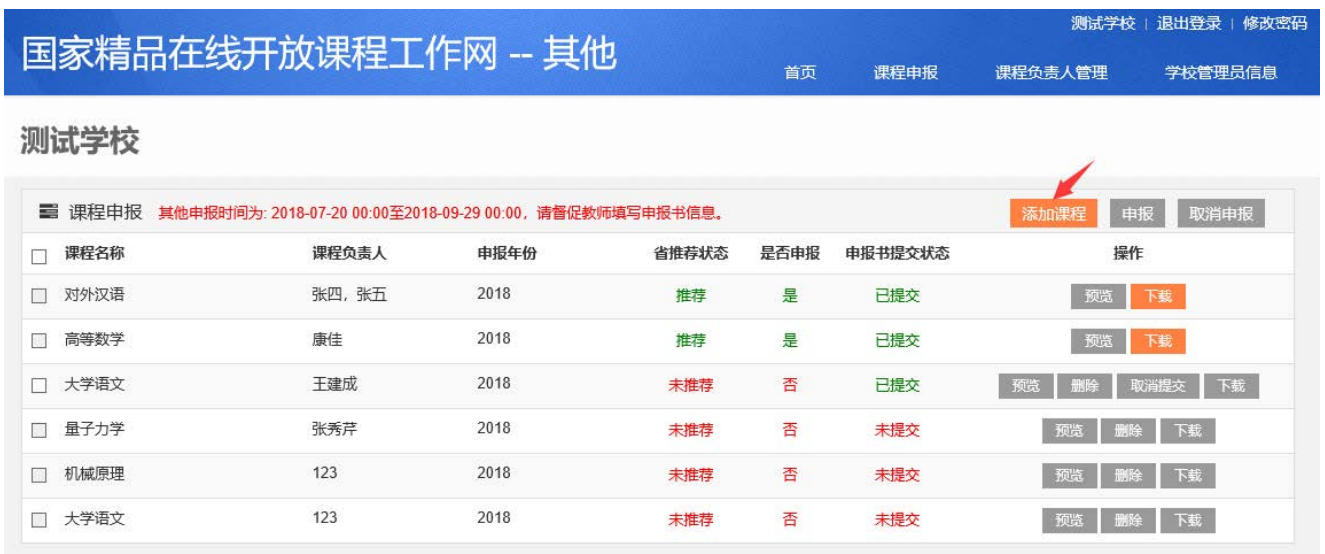 测试学校 | 退出登录 | 修改密码
国家精品在线开放课程工作网 -- 其他
首页 课程申报 课程负责人管理 学校管理员信息
测试学校
课程申报 其他申报时间为: 2018-07-20 00:00至2018-09-29 00:00，请督促教师填写申报书信息。 添加课程 申报 取消申报
课程名称 课程负责人 申报年份 省推荐状态 是否申报 申报书提交状态 操作
对外汉语 张四，张五 2018 推荐 是 已提交 预览 下载
高等数学 康佳 2018 推荐 是 已提交 预览 下载
大学语文 王建成 2018 未推荐 否 已提交 预览 删除 取消提交 下载
量子力学 张秀芹 2018 未推荐 否 未提交 预览 删除 下载
机械原理 123 2018 未推荐 否 未提交 预览 删除 下载
大学语文 123 2018 未推荐 否 未提交 预览 删除 下载